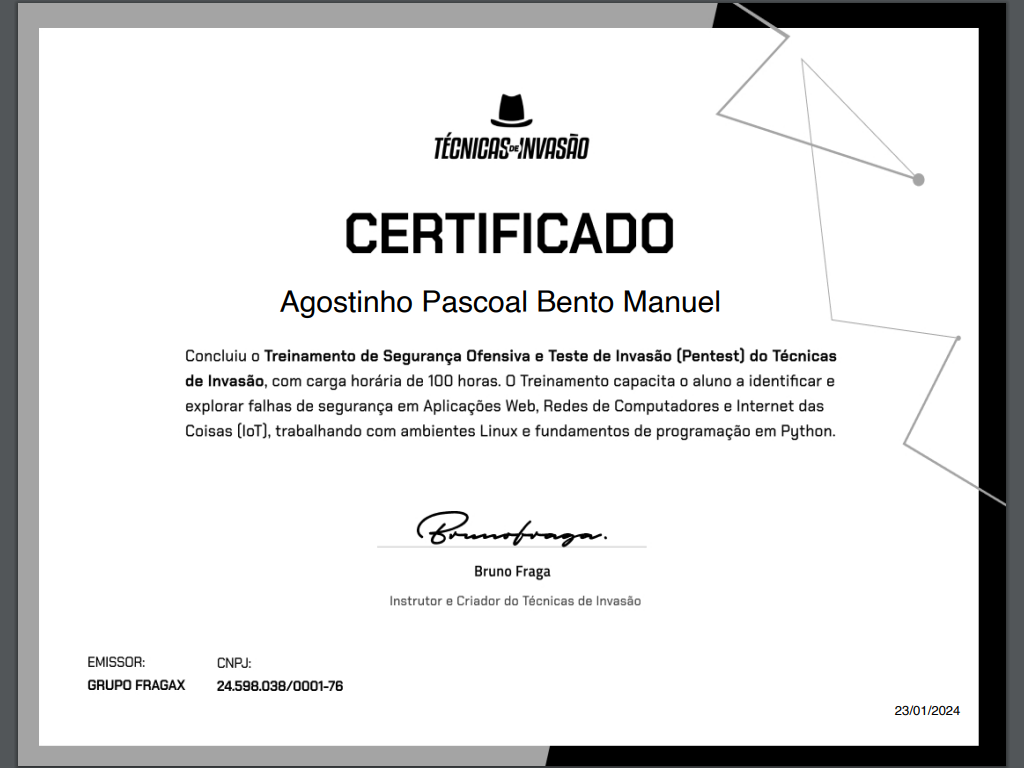 TÉCNICAS DE INVASÃO
CERTIFICADO
Agostinho Pascoal Bento Manuel
Concluiu o Treinamento de Segurança Ofensiva e Teste de Invasão (Pentest) do Técnicas
de Invasão, com carga horária de 100 horas. O Treinamento capacita o aluno a identificar e
explorar falhas de segurança em Aplicações Web, Redes de Computadores e Internet das
Coisas (IoT), trabalhando com ambientes Linux e fundamentos de programação em Python.
Brunofraga.
Bruno Fraga
Instrutor e Criador do Técnicas de Invasão
EMISSOR: CNPJ:
GRUPO FRAGAX 24.598.038/0001-76
23/01/2024